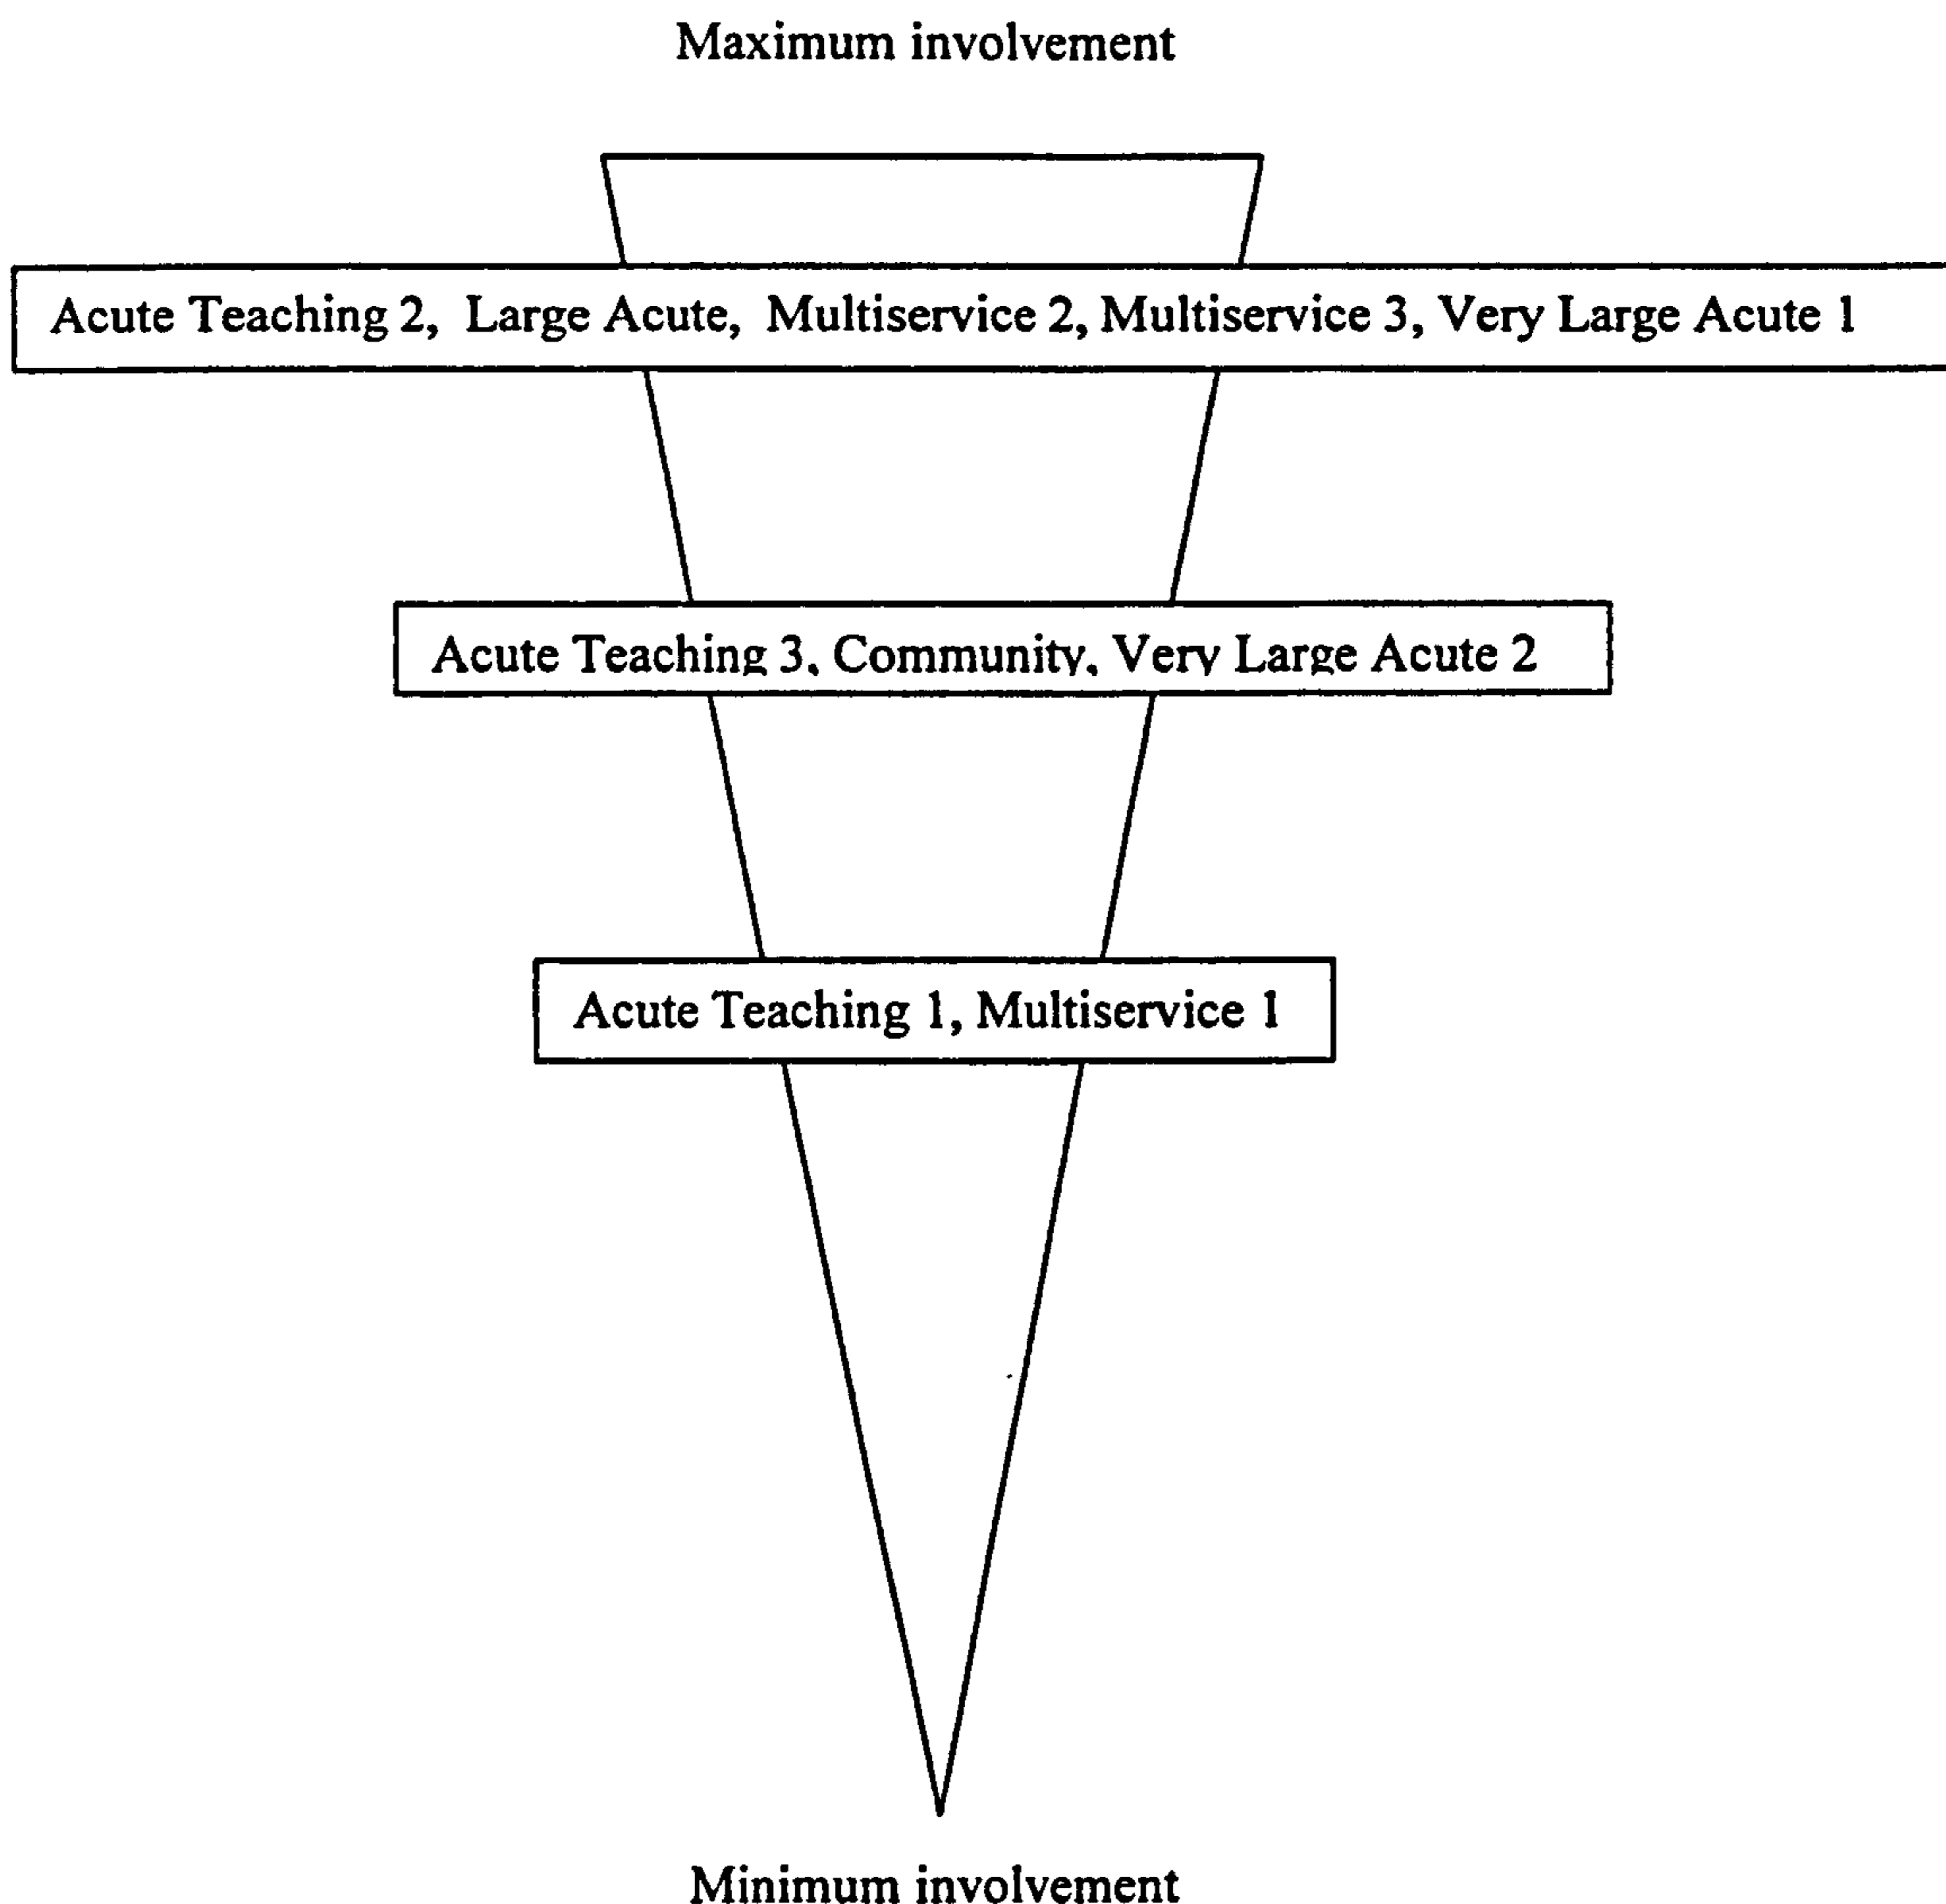 Maximum involvement
Acute Teaching 2, Large Acute, Multiservice 2, Multiservice 3, Very Large Acute 1
Acute Teaching 3, Community, Very Large Acute 2
Acute Teaching 1, Multiservice 1
Minimum involvement